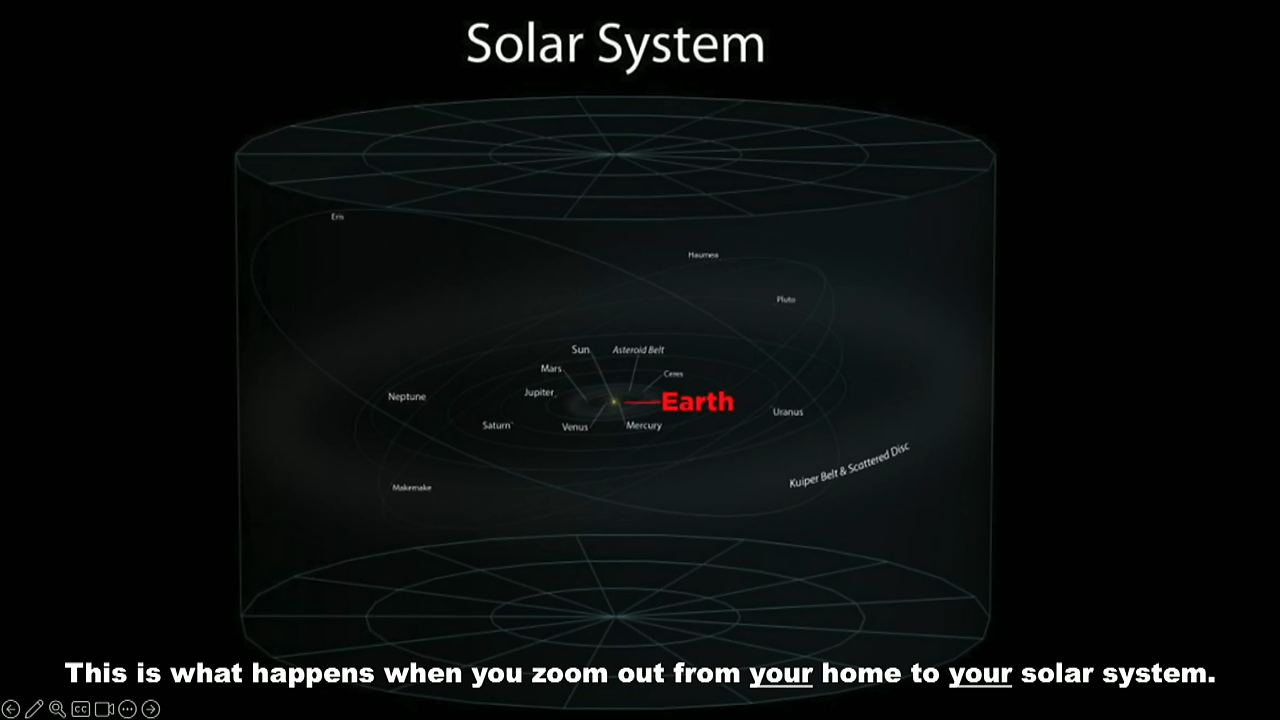 Solar System
Eris
Haumea
Pluto
Sun
Asteroid Belt
Mars
Ceres
Jupiter
Neptune
Earth
Uranus
Saturn
Venus
Mercury
Kuiper Belt & Scattered Disc
Makemake
This is what happens when you zoom out from your home to your solar system.
CC